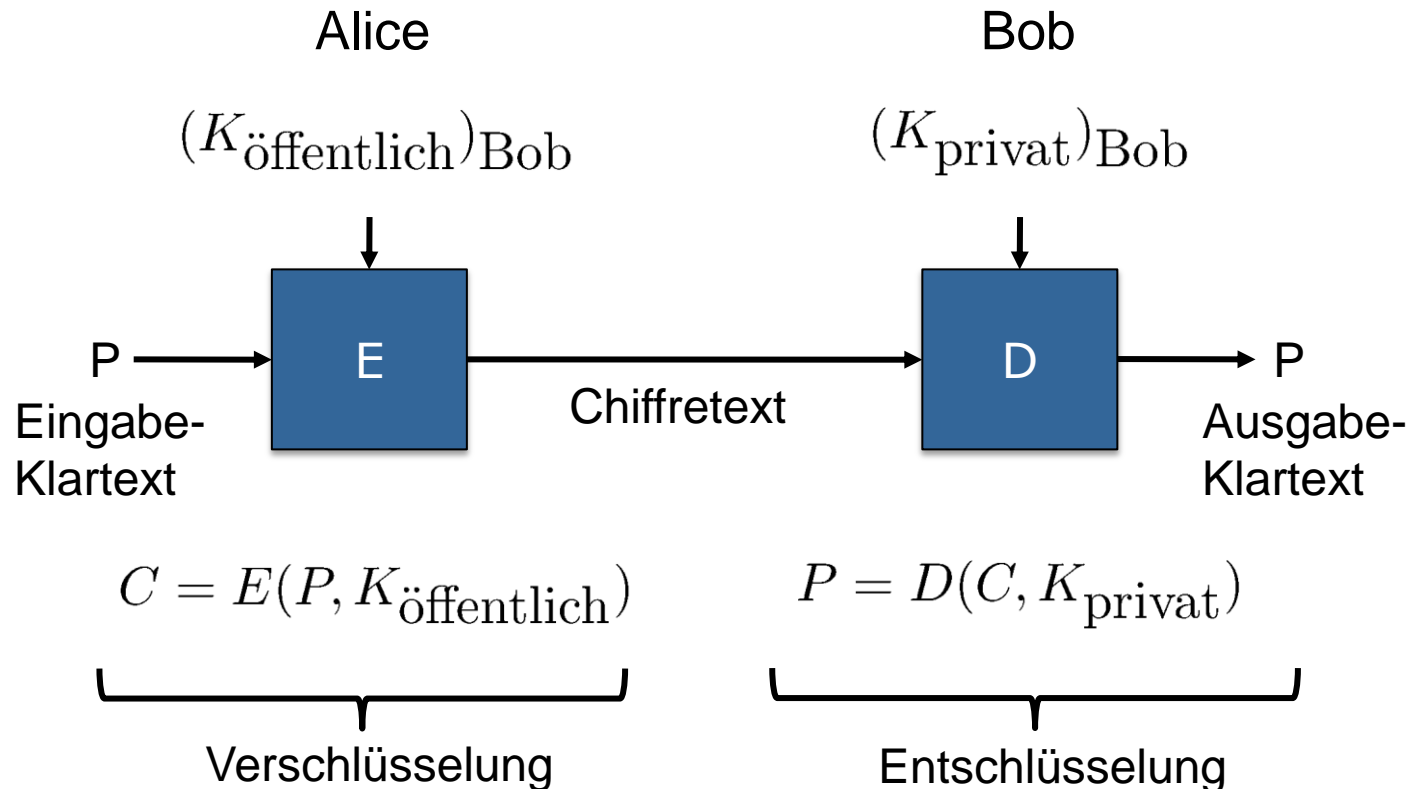 Alice
Bob
(K_öffentlich)_Bob
(K_privat)_Bob
P
E
D
P
Eingabe-
Klartext
Chiffretext
Ausgabe-
Klartext
C = E(P, K_öffentlich)
P = D(C, K_privat)
Verschlüsselung
Entschlüsselung